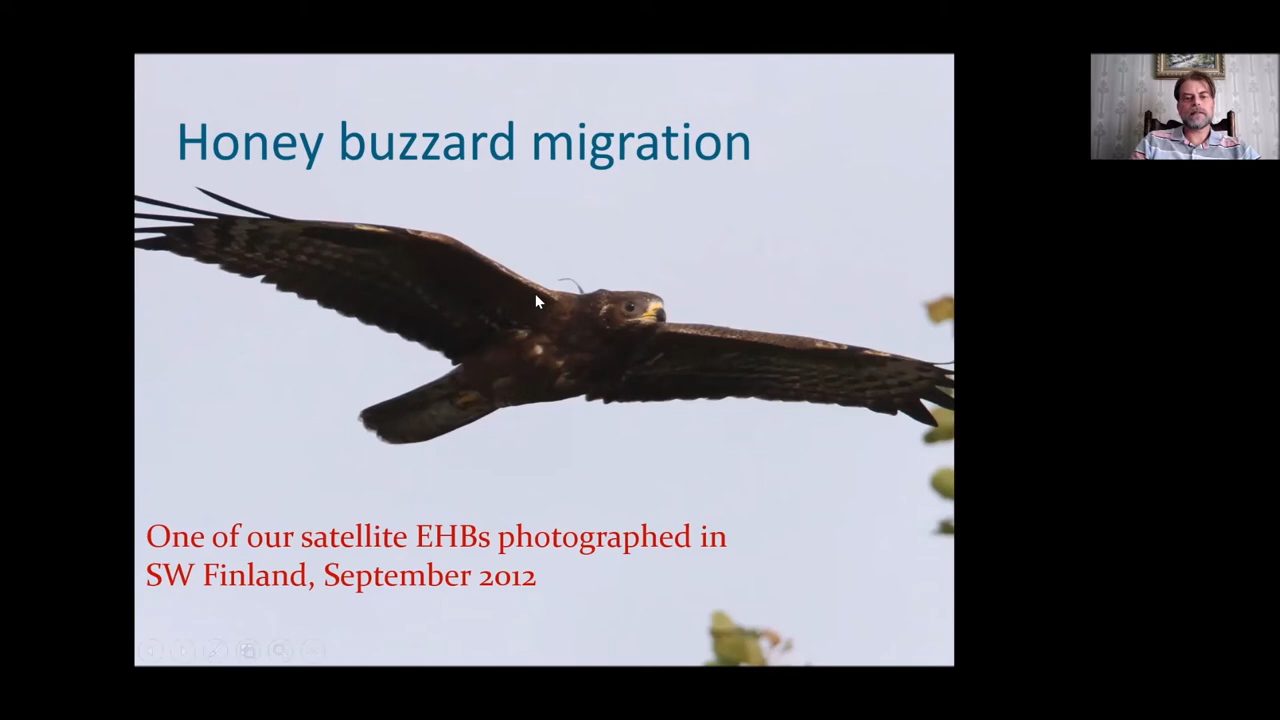 Honey buzzard migration
One of our satellite EHBs photographed in
SW Finland, September 2012